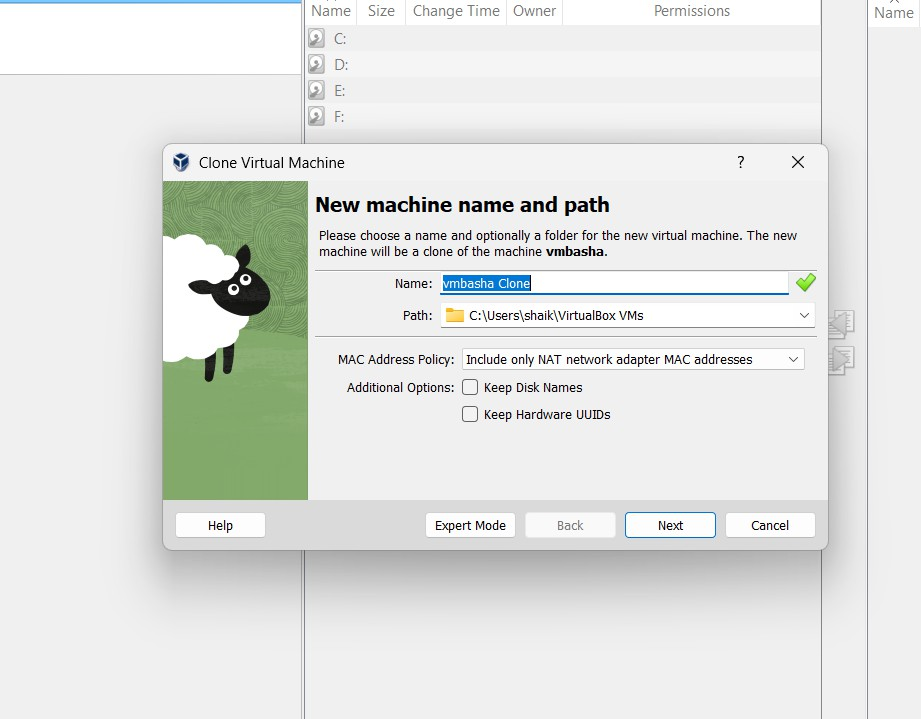 Name Size Change Time Owner Permissions
Name
C:
D:
E:
F:
Clone Virtual Machine ?
New machine name and path
Please choose a name and optionally a folder for the new virtual machine. The new
machine will be a clone of the machine vmbasha.
Name: vmbasha Clone
Path: C:\Users\shaik\VirtualBox VMs
MAC Address Policy: Include only NAT network adapter MAC addresses
Additional Options: Keep Disk Names
Keep Hardware UUIDs
Help Expert Mode Back Next Cancel